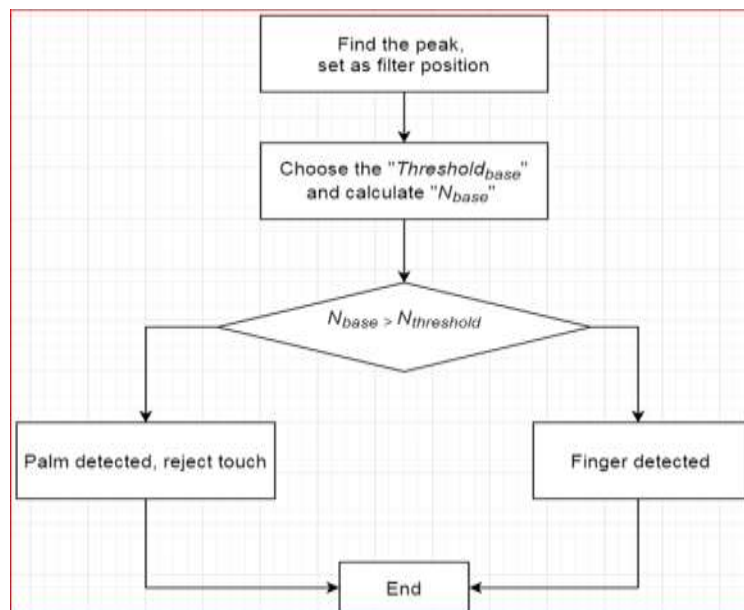 Find the peak,
set as filter position
Choose the "Threshold_base"
and calculate "N_base"
N_base > N_threshold
Palm detected, reject touch
Finger detected
End